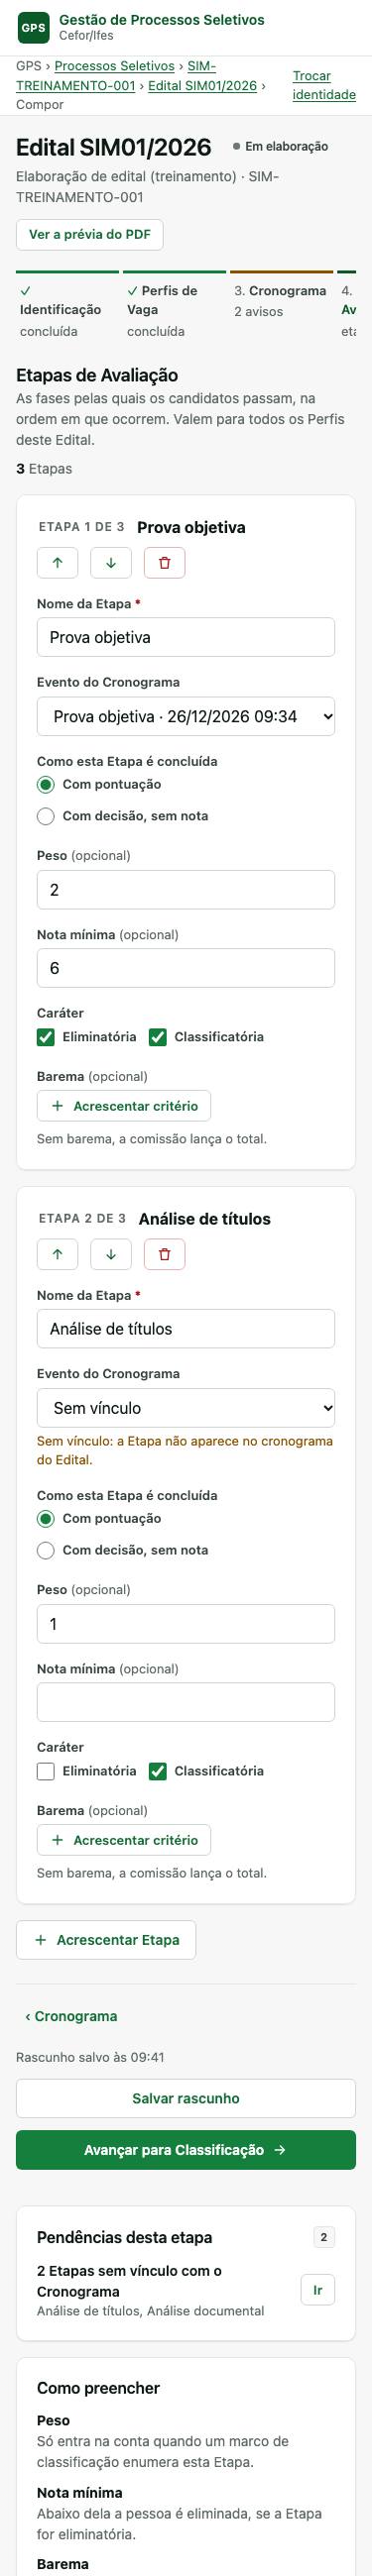 GPS
Gestão de Processos Seletivos
Cefor/Ifes
GPS › Processos Seletivos › SIM-
TREINAMENTO-001 › Edital SIM01/2026 ›
Compor
Trocar
identidade
Edital SIM01/2026
Em elaboração
Elaboração de edital (treinamento) · SIM-
TREINAMENTO-001
Ver a prévia do PDF
✓
Identificação
concluída
✓ Perfis de
Vaga
concluída
3. Cronograma
2 avisos
4.
Etapas de Avaliação
As fases pelas quais os candidatos passam, na
ordem em que ocorrem. Valem para todos os Perfis
deste Edital.
3 Etapas
ETAPA 1 DE 3 Prova objetiva
↑ ↓
Nome da Etapa *
Prova objetiva
Evento do Cronograma
Prova objetiva · 26/12/2026 09:34
Como esta Etapa é concluída
Com pontuação
Com decisão, sem nota
Peso (opcional)
2
Nota mínima (opcional)
6
Caráter
Eliminatória Classificatória
Barema (opcional)
+ Acrescentar critério
Sem barema, a comissão lança o total.
ETAPA 2 DE 3 Análise de títulos
↑ ↓
Nome da Etapa *
Análise de títulos
Evento do Cronograma
Sem vínculo
Sem vínculo: a Etapa não aparece no cronograma
do Edital.
Como esta Etapa é concluída
Com pontuação
Com decisão, sem nota
Peso (opcional)
1
Nota mínima (opcional)
Caráter
Eliminatória Classificatória
Barema (opcional)
+ Acrescentar critério
Sem barema, a comissão lança o total.
+ Acrescentar Etapa
‹ Cronograma
Rascunho salvo às 09:41
Salvar rascunho
Avançar para Classificação →
Pendências desta etapa 2
2 Etapas sem vínculo com o
Cronograma
Análise de títulos, Análise documental
Ir
Como preencher
Peso
Só entra na conta quando um marco de
classificação enumera esta Etapa.
Nota mínima
Abaixo dela a pessoa é eliminada, se a Etapa
for eliminatória.
Barema